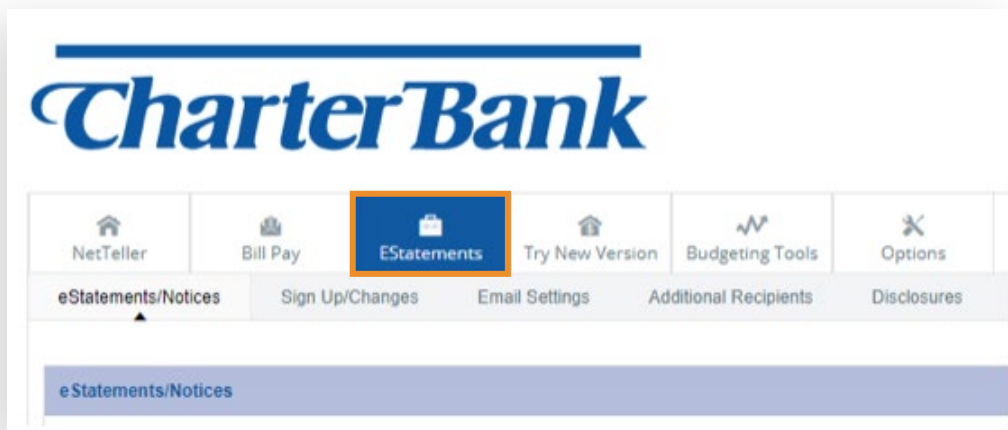 CharterBank
NetTeller Bill Pay EStatements Try New Version Budgeting Tools Options
eStatements/Notices Sign Up/Changes Email Settings Additional Recipients Disclosures
eStatements/Notices